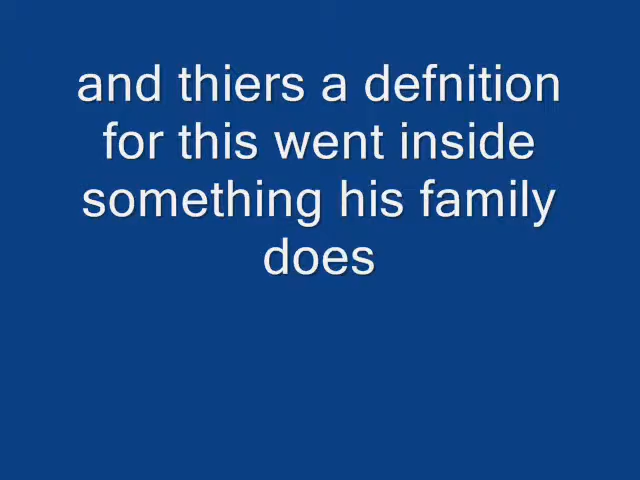 and thiers a defnition
for this went inside
something his family
does